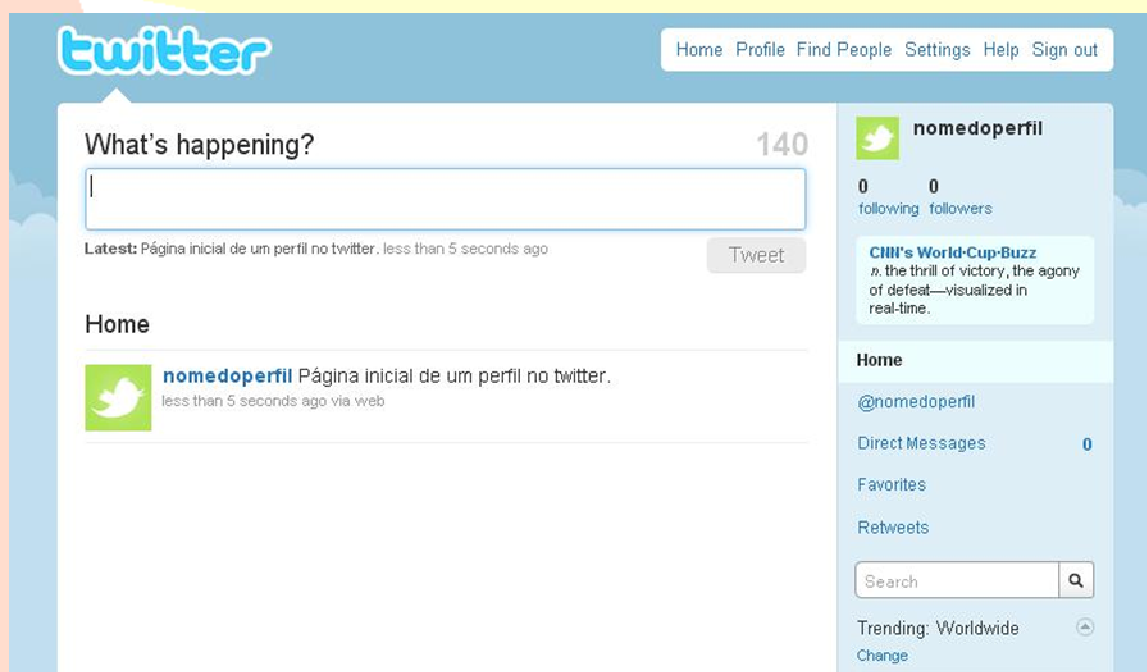 twitter
Home Profile Find People Settings Help Sign out
What's happening?
140
Latest: Página inicial de um perfil no twitter. less than 5 seconds ago
Tweet
Home
nomedoperfil Página inicial de um perfil no twitter.
less than 5 seconds ago via web
nomedoperfil
0 0
following followers
CNN's World·Cup·Buzz
n. the thrill of victory, the agony
of defeat—visualized in
real-time.
Home
@nomedoperfil
Direct Messages 0
Favorites
Retweets
Search
Trending: Worldwide
Change